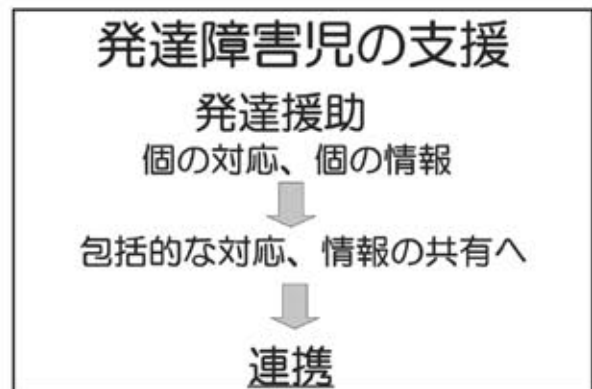 発達障害児の支援
発達援助
個の対応、個の情報
包括的な対応、情報の共有へ
連携